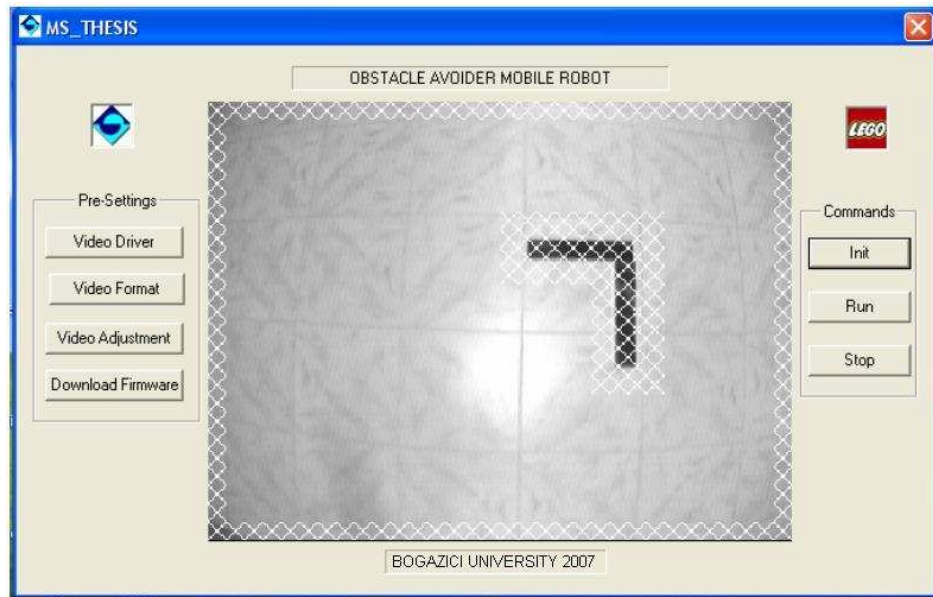 MS_THESIS
OBSTACLE AVOIDER MOBILE ROBOT
LEGO
Pre-Settings
Video Driver
Video Format
Video Adjustment
Download Firmware
Commands
Init
Run
Stop
BOGAZICI UNIVERSITY 2007